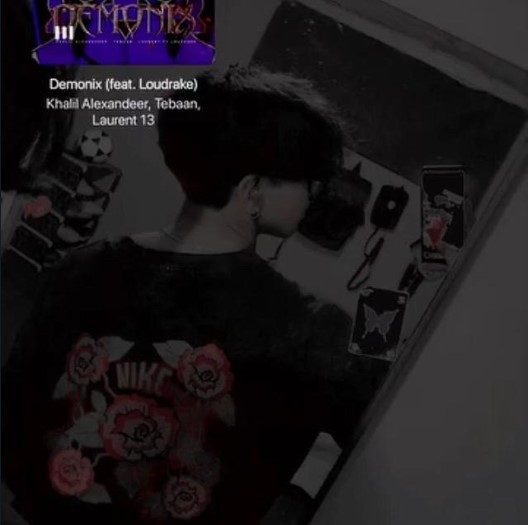 DEMONIX
Demonix (feat. Loudrake)
Khalil Alexandeer, Tebaan,
Laurent 13
NIKE